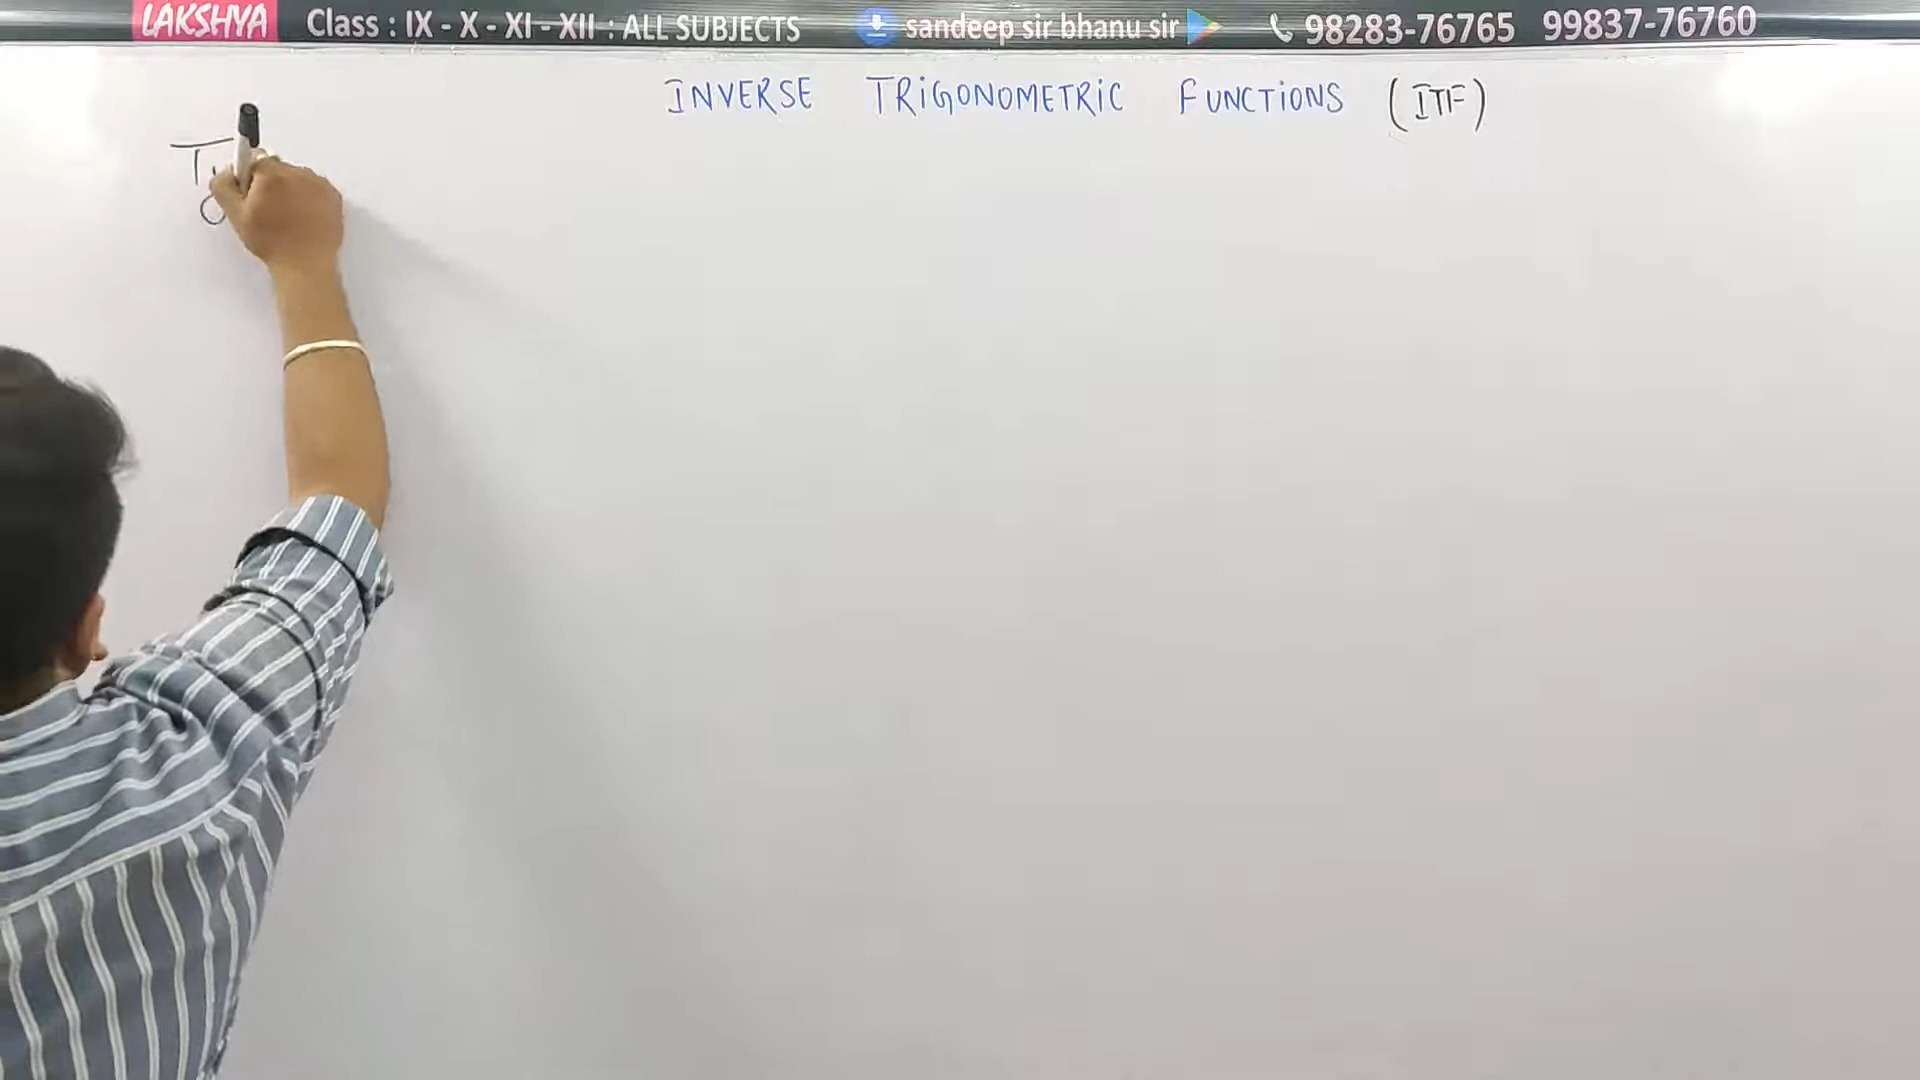 LAKSHYA Class : IX - X - XI - XII : ALL SUBJECTS sandeep sir bhanu sir 98283-76765 99837-76760
INVERSE TRIGONOMETRIC FUNCTIONS (ITF)